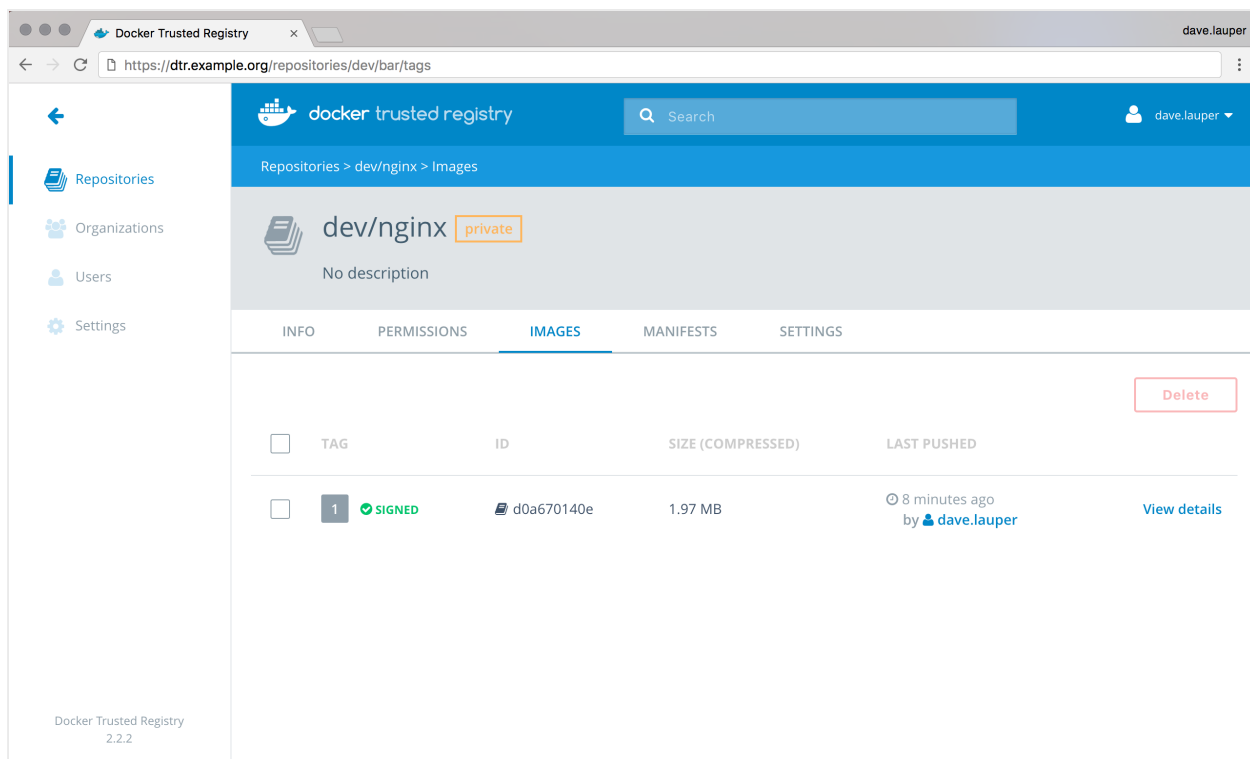 Docker Trusted Registry
dave.lauper
https://dtr.example.org/repositories/dev/bar/tags
docker trusted registry
Search
dave.lauper
Repositories > dev/nginx > Images
Repositories
Organizations
Users
Settings
dev/nginx private
No description
INFO PERMISSIONS IMAGES MANIFESTS SETTINGS
Delete
TAG ID SIZE (COMPRESSED) LAST PUSHED
1 SIGNED d0a670140e 1.97 MB 8 minutes ago
by dave.lauper
View details
Docker Trusted Registry
2.2.2